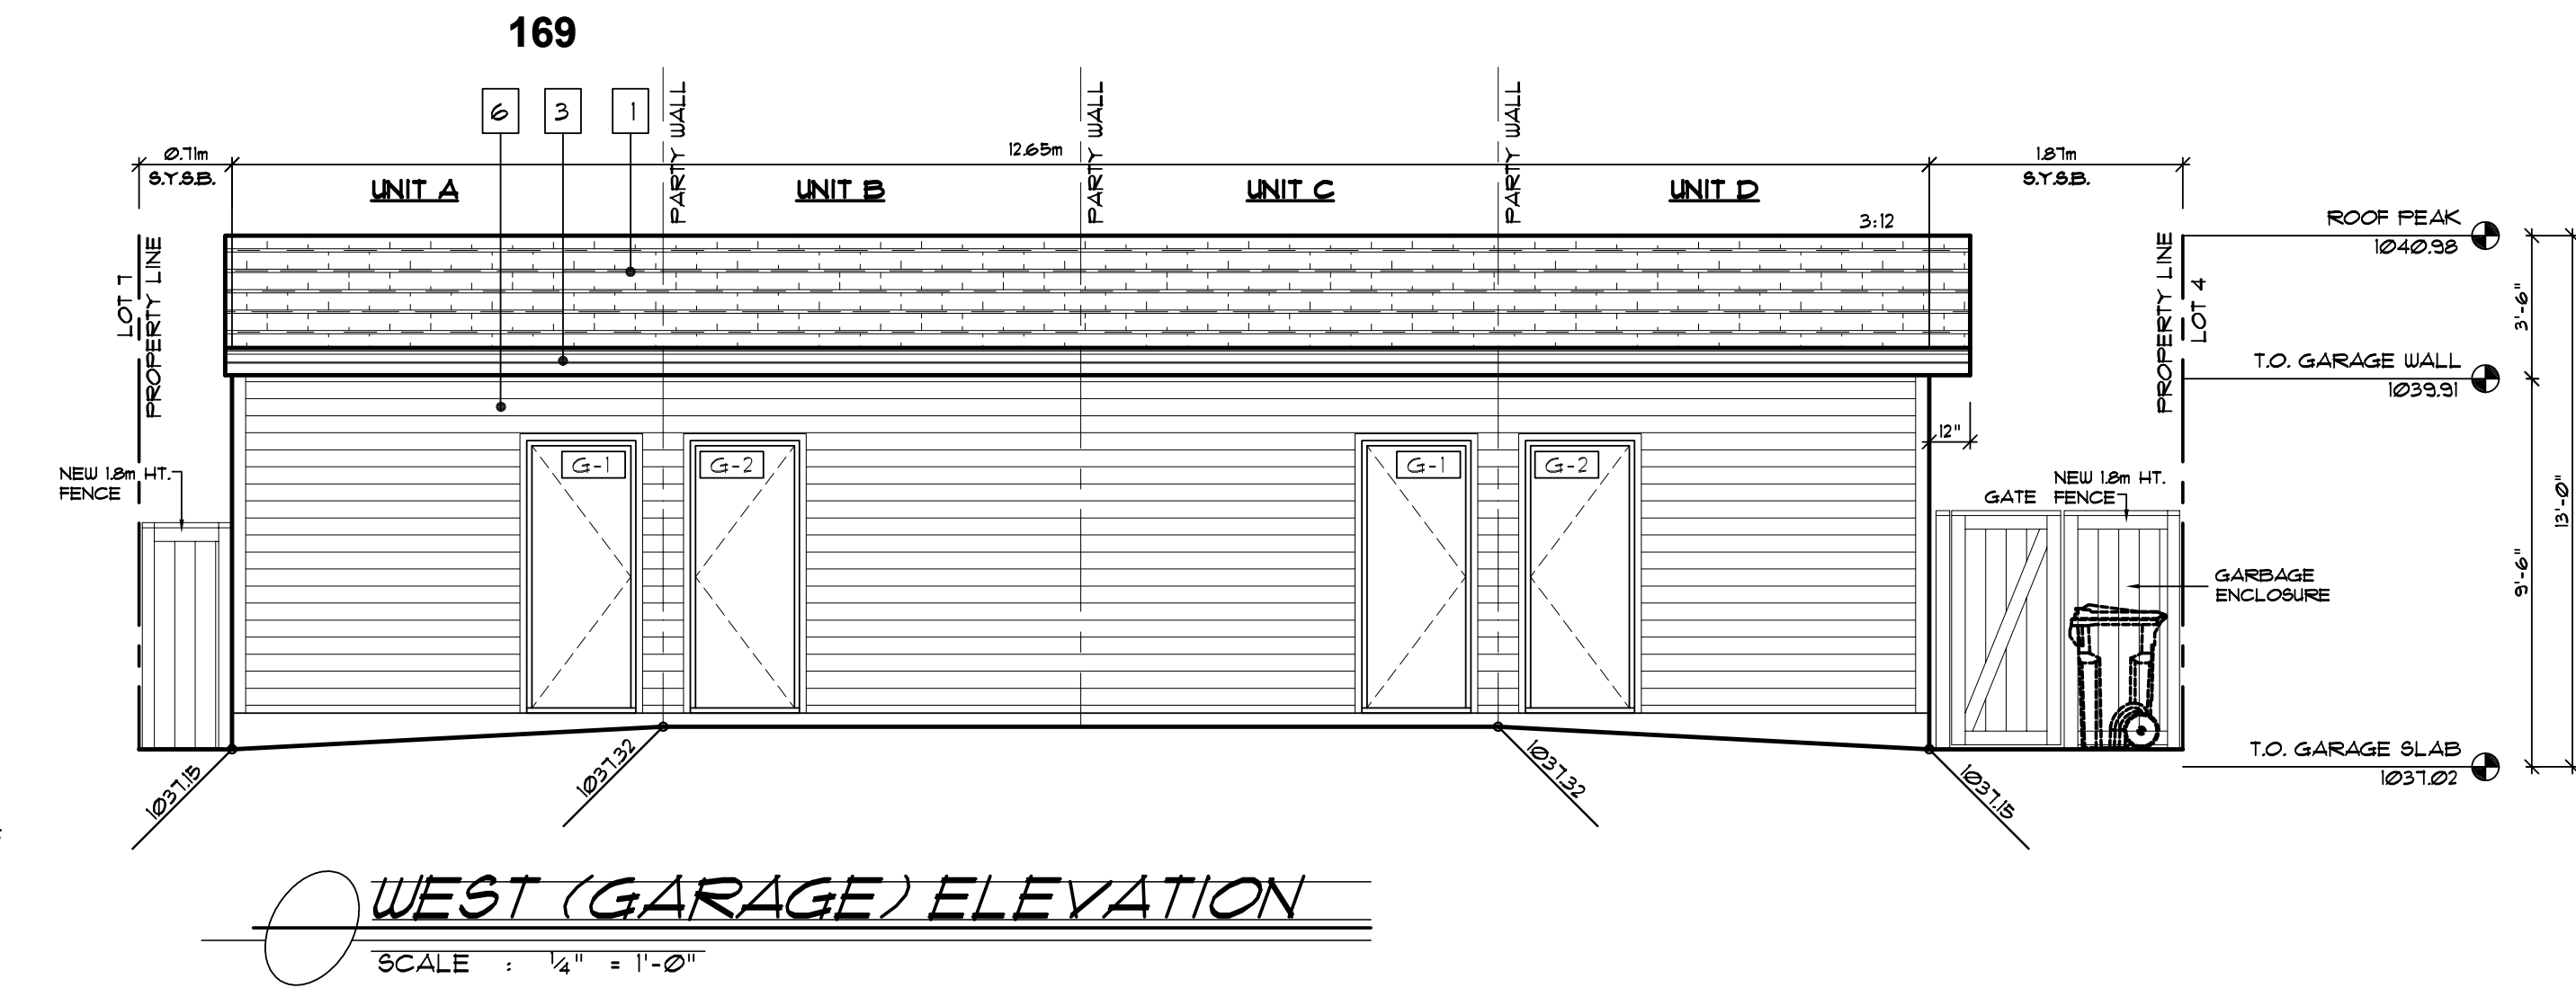 169
6 3 1
PARTY WALL
PARTY WALL
PARTY WALL
0.71m
S.Y.S.B.
12.65m
1.87m
S.Y.S.B.
UNIT A
UNIT B
UNIT C
UNIT D
3:12
LOT 7
PROPERTY LINE
PROPERTY LINE
LOT 4
ROOF PEAK
1040.98
3'-6"
T.O. GARAGE WALL
1039.91
12"
NEW 1.8m HT.
FENCE
G-1
G-2
G-1
G-2
GATE
NEW 1.8m HT.
FENCE
GARBAGE
ENCLOSURE
9'-6"
13'-0"
T.O. GARAGE SLAB
1037.02
1037.15
1037.32
1037.32
1037.15
WEST (GARAGE) ELEVATION
SCALE : 1/4" = 1'-0"